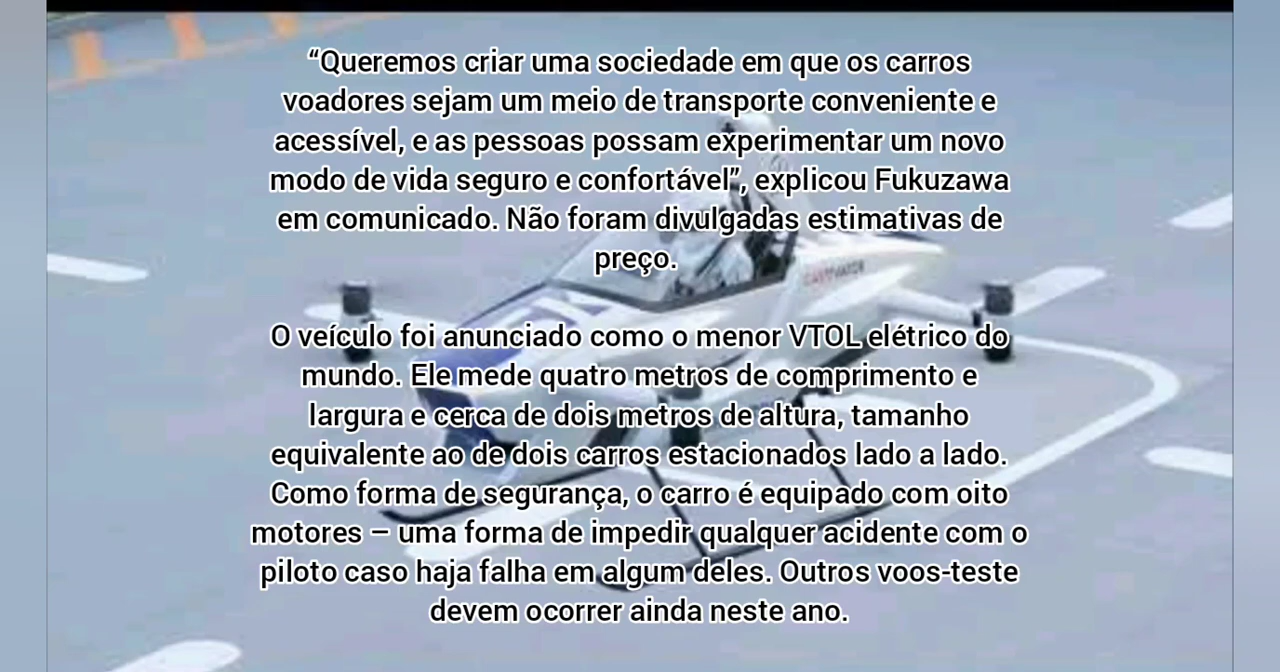 “Queremos criar uma sociedade em que os carros
voadores sejam um meio de transporte conveniente e
acessível, e as pessoas possam experimentar um novo
modo de vida seguro e confortável”, explicou Fukuzawa
em comunicado. Não foram divulgadas estimativas de
preço.
O veículo foi anunciado como o menor VTOL elétrico do
mundo. Ele mede quatro metros de comprimento e
largura e cerca de dois metros de altura, tamanho
equivalente ao de dois carros estacionados lado a lado.
Como forma de segurança, o carro é equipado com oito
motores – uma forma de impedir qualquer acidente com o
piloto caso haja falha em algum deles. Outros voos-teste
devem ocorrer ainda neste ano.